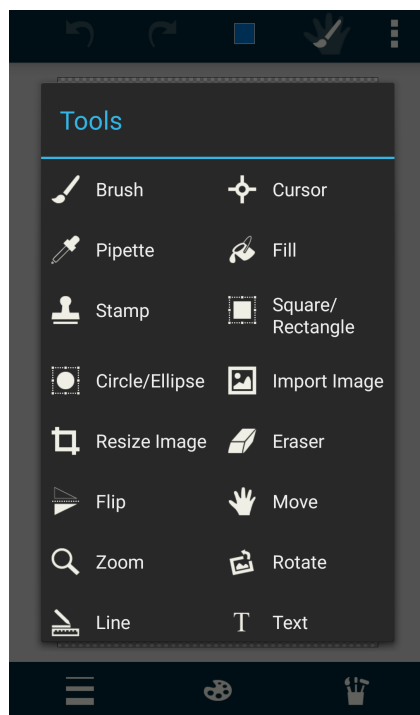 Tools
Brush
Cursor
Pipette
Fill
Stamp
Square/
Rectangle
Circle/Ellipse
Import Image
Resize Image
Eraser
Flip
Move
Zoom
Rotate
Line
Text